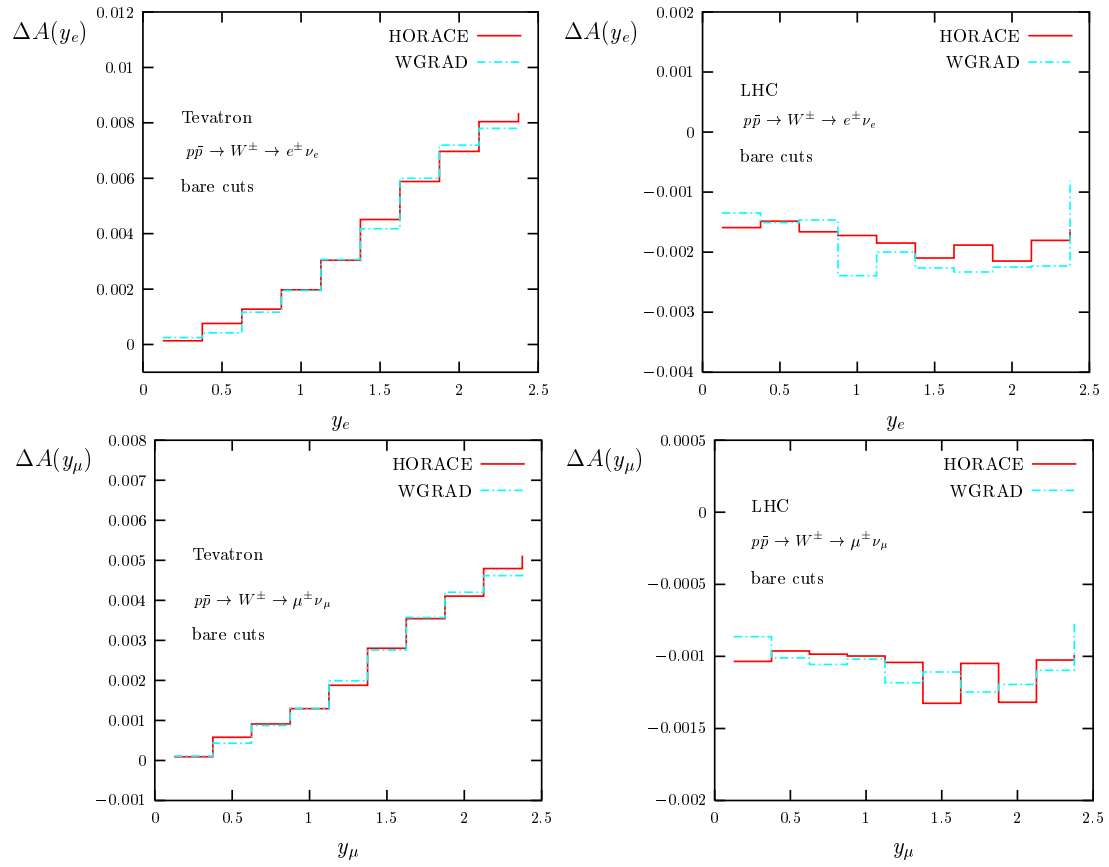 ΔA(y_e)
0.012
0.01
0.008
0.006
0.004
0.002
0
HORACE
WGRAD
Tevatron
pp̄ → W± → e±ν_e
bare cuts
0 0.5 1 1.5 2 2.5
y_e
ΔA(y_e)
0.002
0.001
0
−0.001
−0.002
−0.003
−0.004
HORACE
WGRAD
LHC
pp̄ → W± → e±ν_e
bare cuts
0 0.5 1 1.5 2 2.5
y_e
ΔA(y_μ)
0.008
0.007
0.006
0.005
0.004
0.003
0.002
0.001
0
−0.001
HORACE
WGRAD
Tevatron
pp̄ → W± → μ±ν_μ
bare cuts
0 0.5 1 1.5 2 2.5
y_μ
ΔA(y_μ)
0.0005
0
−0.0005
−0.001
−0.0015
−0.002
HORACE
WGRAD
LHC
pp̄ → W± → μ±ν_μ
bare cuts
0 0.5 1 1.5 2 2.5
y_μ